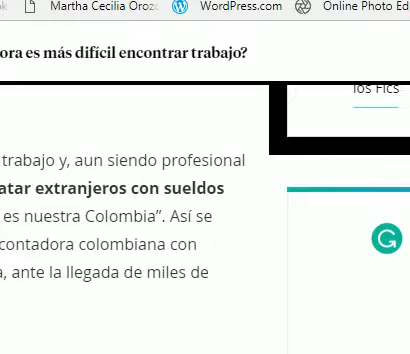 Martha Cecilia Orozc
WordPress.com
Online Photo Ed
ora es más difícil encontrar trabajo?
los Fics
trabajo y, aun siendo profesional
atar extranjeros con sueldos
es nuestra Colombia”. Así se
contadora colombiana con
, ante la llegada de miles de